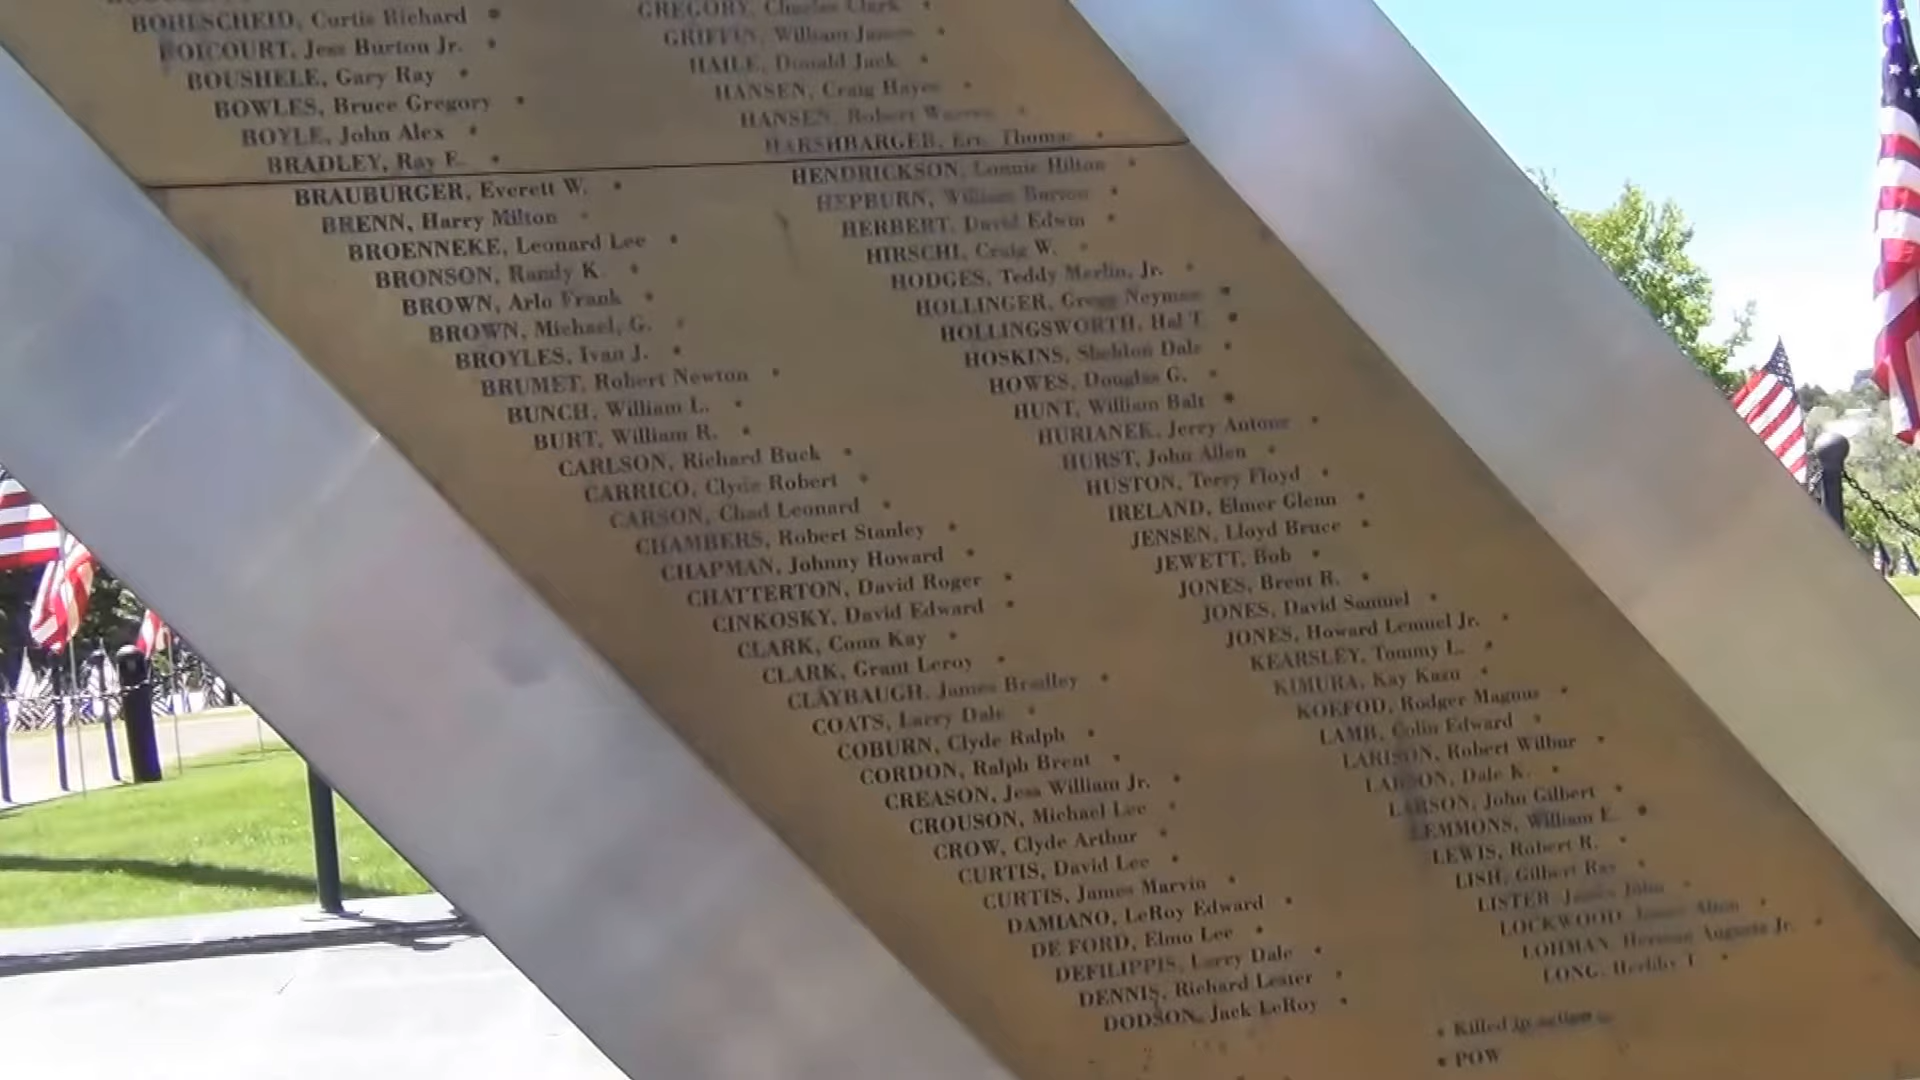 BOHESCHEID, Curtis Richard
BOICOURT, Jess Burton Jr.
BOUSHELE, Gary Ray
BOWLES, Bruce Gregory
BOYLE, John Alex
BRADLEY, Ray E.
BRAUBURGER, Everett W.
BRENN, Harry Milton
BROENNEKE, Leonard Lee
BRONSON, Randy K.
BROWN, Arlo Frank
BROWN, Michael, G.
BROYLES, Ivan J.
BRUMET, Robert Newton
BUNCH, William L.
BURT, William R.
CARLSON, Richard Buck
CARRICO, Clyde Robert
CARSON, Chad Leonard
CHAMBERS, Robert Stanley
CHAPMAN, Johnny Howard
CHATTERTON, David Roger
CINKOSKY, David Edward
CLARK, Conn Kay
CLARK, Grant Leroy
CLAYBAUGH, James Bradley
COATS, Larry Dale
COBURN, Clyde Ralph
CORDON, Ralph Brent
CREASON, Jess William Jr.
CROUSON, Michael Lee
CROW, Clyde Arthur
CURTIS, David Lee
CURTIS, James Marvin
DAMIANO, LeRoy Edward
DE FORD, Elmo Lee
DEFILIPPIS, Larry Dale
DENNIS, Richard Lester
DODSON, Jack LeRoy
GREGORY, Charles Clark
GRIFFIN, William James
HAILE, Donald Jack
HANSEN, Craig Hayes
HANSEN, Robert Warren
HARSHBARGER, Thomas
HENDRICKSON, Lonnie Hilton
HEPBURN, William Burton
HERBERT, David Edwin
HIRSCHI, Craig W.
HODGES, Teddy Merlin, Jr.
HOLLINGER, Gregg Neyman
HOLLINGSWORTH, Hal T.
HOSKINS, Sheldon Dale
HOWES, Douglas G.
HUNT, William Balt
HURIANEK, Jerry Antone
HURST, John Allen
HUSTON, Terry Floyd
IRELAND, Elmer Glenn
JENSEN, Lloyd Bruce
JEWETT, Bob
JONES, Brent R.
JONES, David Samuel
JONES, Howard Lemuel Jr.
KEARSLEY, Tommy L.
KIMURA, Kay Kazu
KOEFOD, Rodger Magnus
LAMB, Colin Edward
LARISON, Robert Wilbur
LARSON, Dale K.
LARSON, John Gilbert
LEMMONS, William E.
LEWIS, Robert R.
LISH, Gilbert Ray
LISTER, James John
LOCKWOOD, James Alton
LOHMAN, Herman Augusta Jr.
LONG,
• Killed in action
• POW